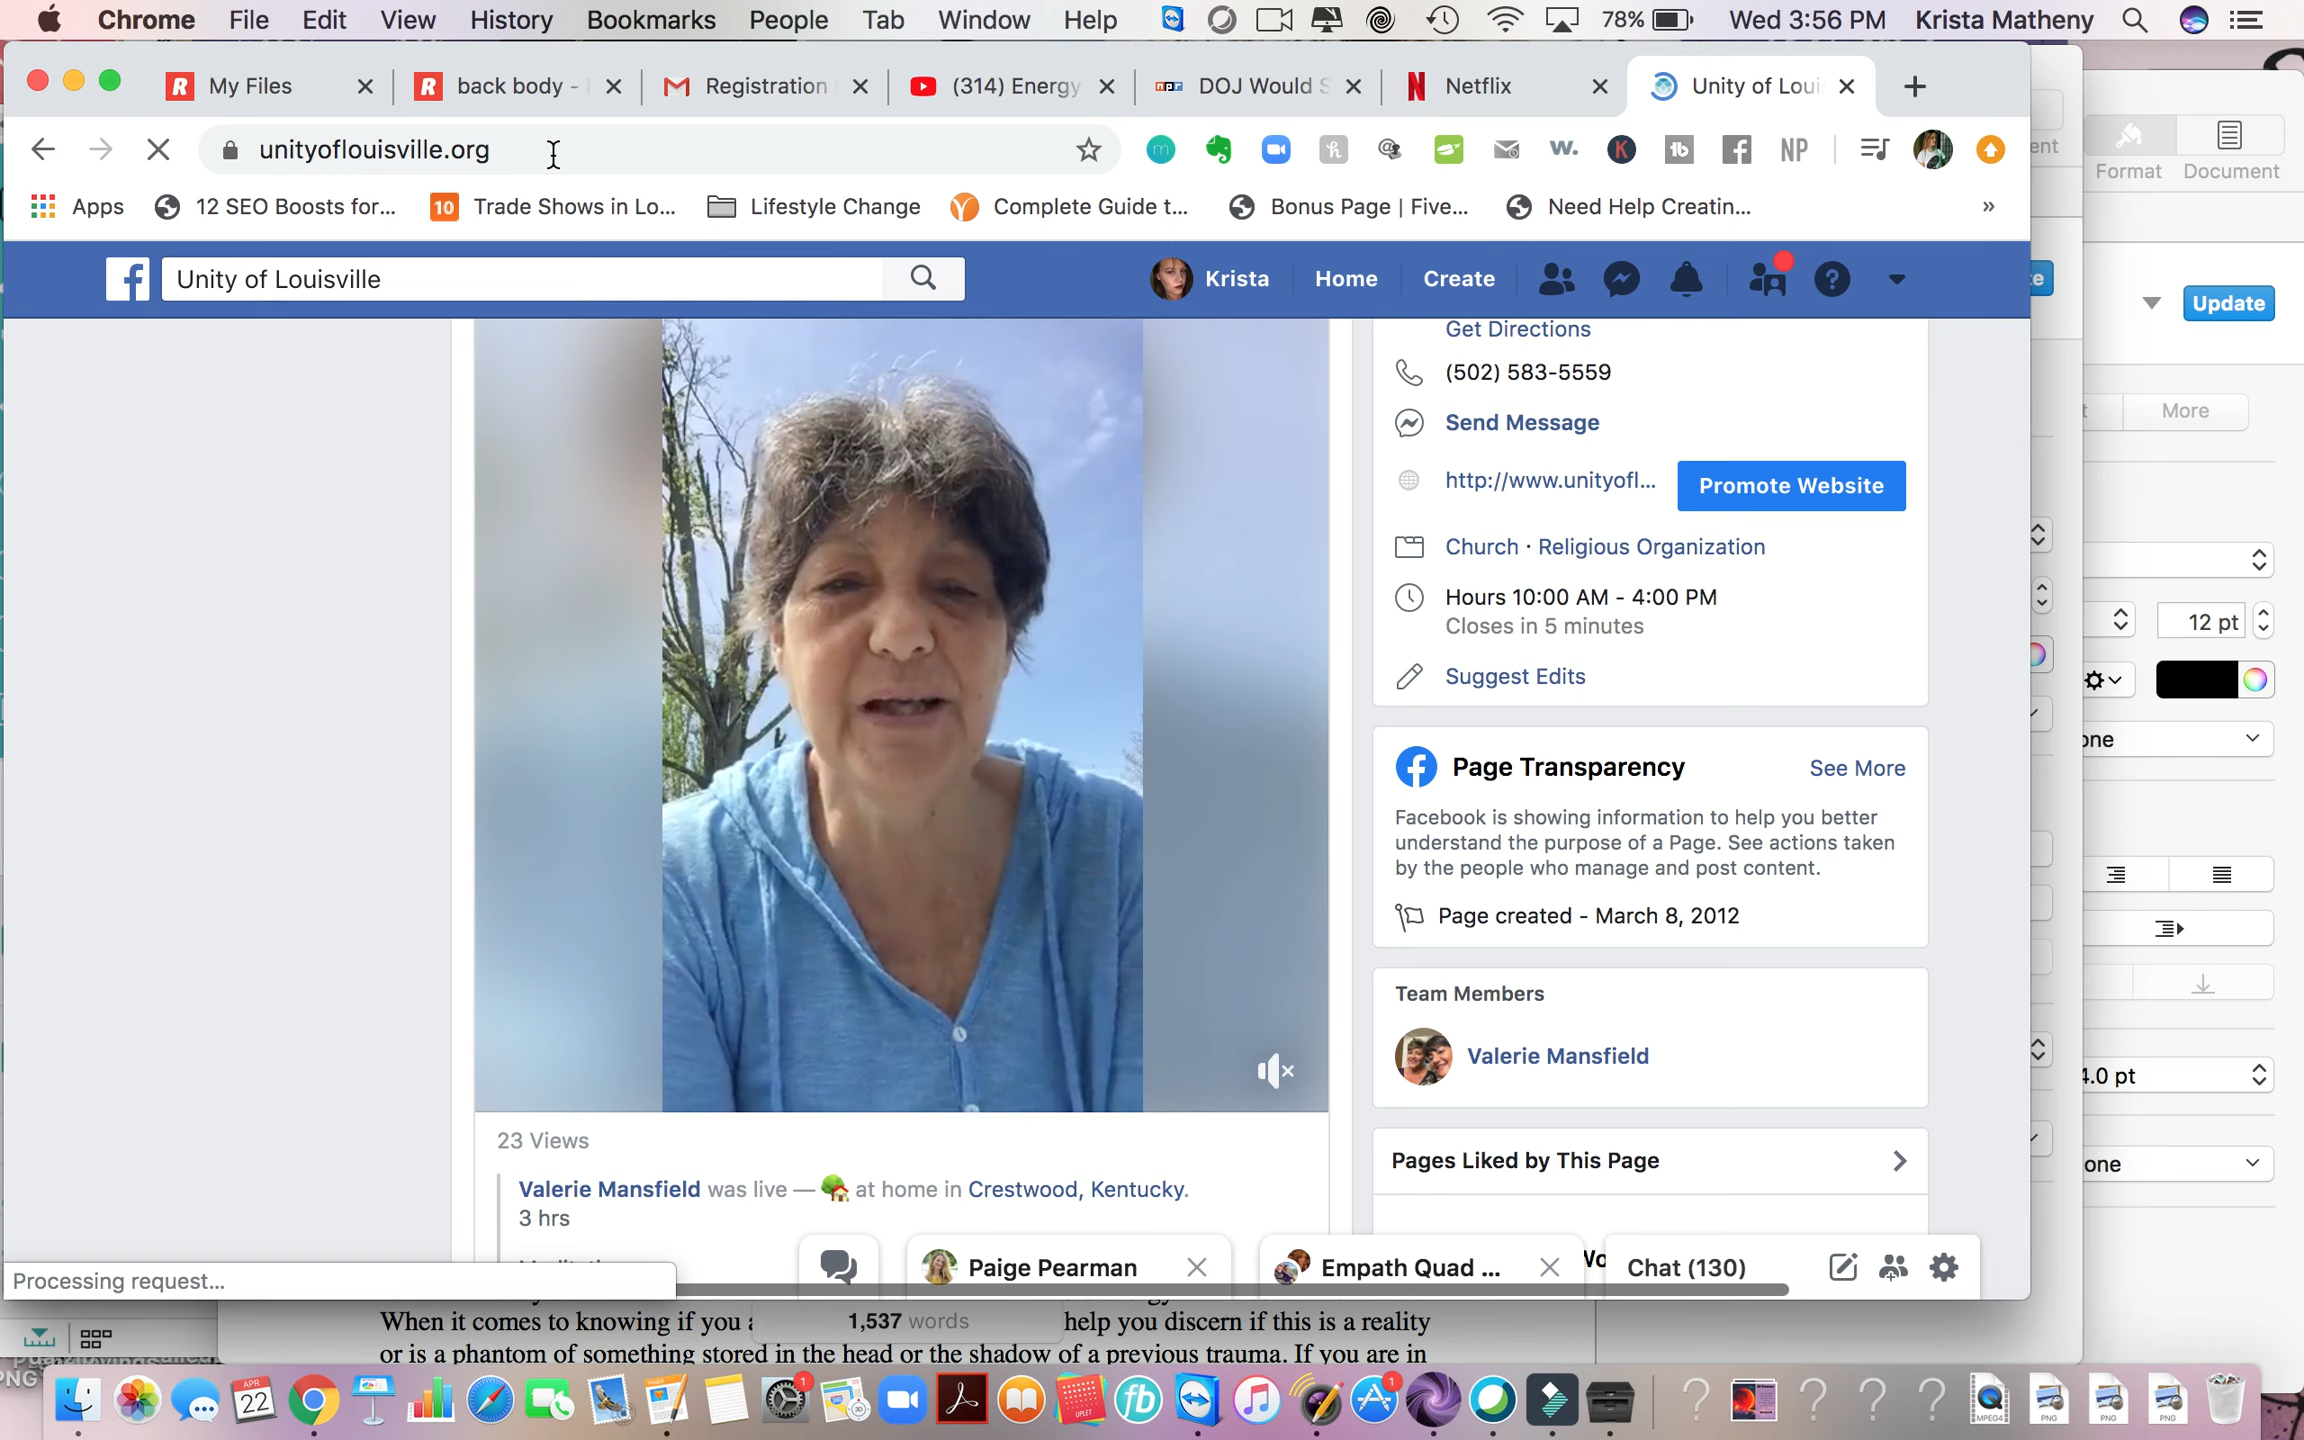 Chrome File Edit View History Bookmarks People Tab Window Help 78% Wed 3:56 PM Krista Matheny
My Files back body - Registration (314) Energy DOJ Would S Netflix Unity of Loui
unityoflouisville.org
Apps 12 SEO Boosts for... 10 Trade Shows in Lo... Lifestyle Change Complete Guide t... Bonus Page | Five... Need Help Creatin... »
Unity of Louisville Krista Home Create
Format Document
Update
More
12 pt
Get Directions
(502) 583-5559
Send Message
http://www.unityofl... Promote Website
Church · Religious Organization
Hours 10:00 AM - 4:00 PM
Closes in 5 minutes
Suggest Edits
Page Transparency See More
Facebook is showing information to help you better
understand the purpose of a Page. See actions taken
by the people who manage and post content.
Page created - March 8, 2012
Team Members
Valerie Mansfield
Pages Liked by This Page
23 Views
Valerie Mansfield was live — at home in Crestwood, Kentucky.
3 hrs
Paige Pearman Empath Quad ... Chat (130)
Processing request...
When it comes to knowing if you
1,537 words
help you discern if this is a reality
or is a phantom of something stored in the head or the shadow of a previous trauma. If you are in
APR
22